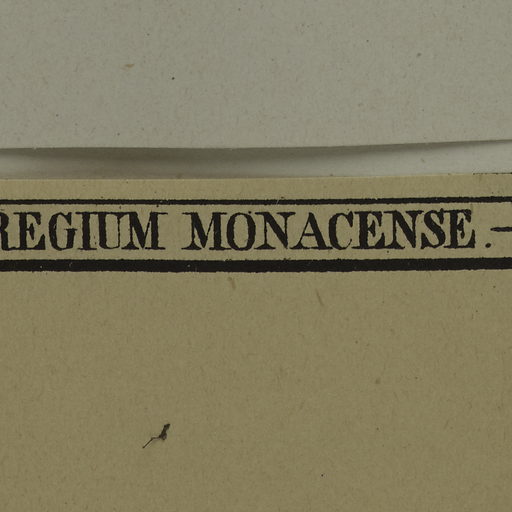 REGIUM MONACENSE. —